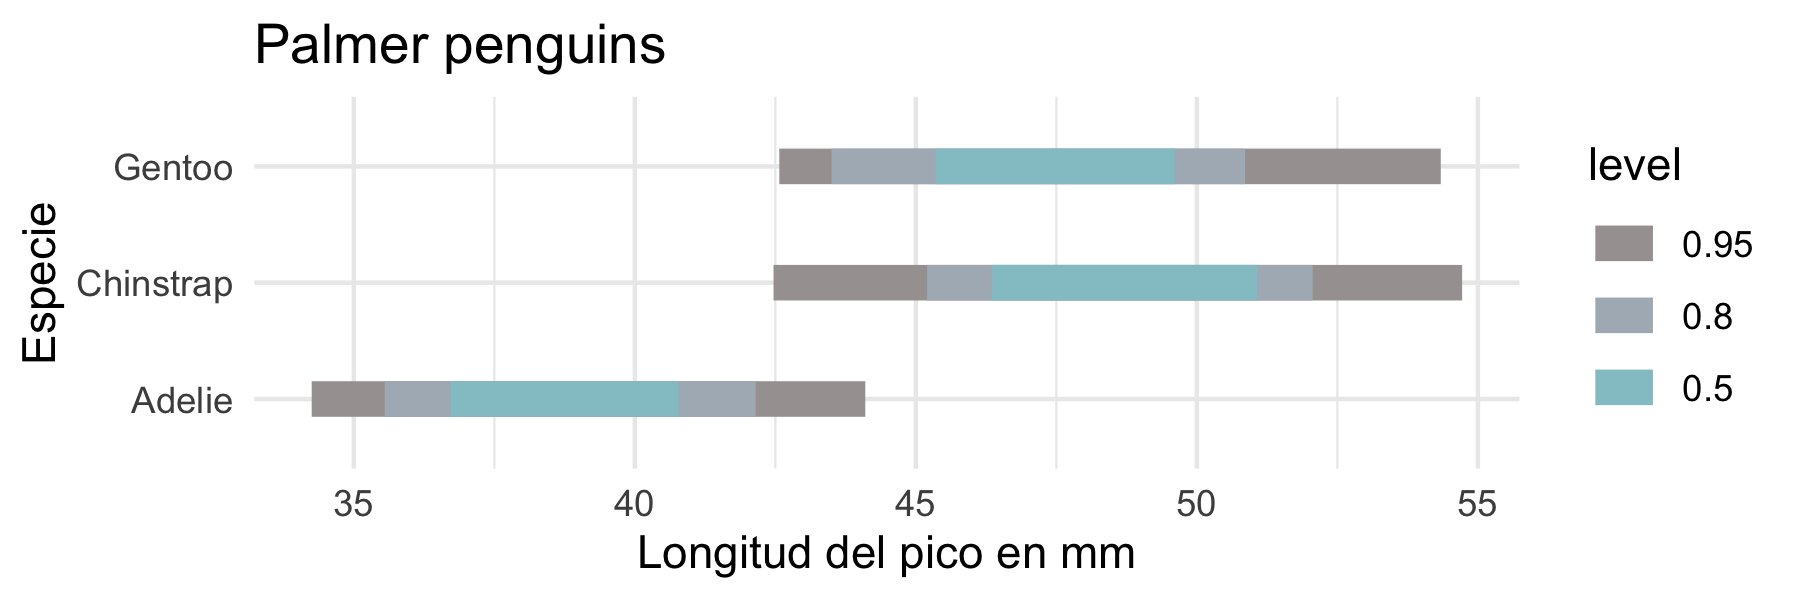 Palmer penguins
Especie
Gentoo
Chinstrap
Adelie
35 40 45 50 55
Longitud del pico en mm
level
0.95
0.8
0.5